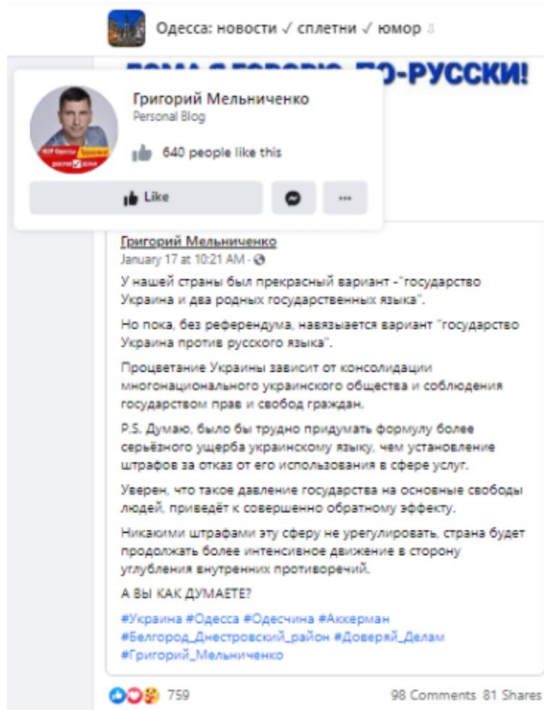 Одесса: новости ✓ сплетни ✓ юмор
ПО-РУССКИ!
Григорий Мельниченко
Personal Blog
640 people like this
Like
Григорий Мельниченко
January 17 at 10:21 AM ·
У нашей страны был прекрасный вариант -"государство
Украина и два родных государственных языка".
Но пока, без референдума, навязывается вариант "государство
Украина против русского языка".
Процветание Украины зависит от консолидации
многонационального украинского общества и соблюдения
государством прав и свобод граждан.
P.S. Думаю, было бы трудно придумать формулу более
серьёзного ущерба украинскому языку, чем установление
штрафов за отказ от его использования в сфере услуг.
Уверен, что такое давление государства на основные свободы
людей, приведёт к совершенно обратному эффекту.
Никакими штрафами эту сферу не урегулировать, страна будет
продолжать более интенсивное движение в сторону
углубления внутренних противоречий.
А ВЫ КАК ДУМАЕТЕ?
#Украина #Одесса #Одесчина #Аккерман
#Белгород_Днестровский_район #Доверяй_Делам
#Григорий_Мельниченко
759
98 Comments 81 Shares